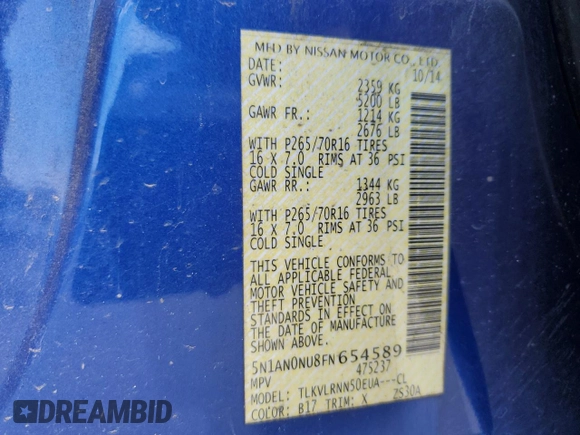 MFD BY NISSAN MOTOR CO., LTD.
DATE: 10/14
GVWR: 2359 KG
5200 LB
GAWR FR.: 1214 KG
2676 LB
WITH P265/70R16 TIRES
16 X 7.0 RIMS AT 36 PSI
COLD SINGLE
GAWR RR.: 1344 KG
2963 LB
WITH P265/70R16 TIRES
16 X 7.0 RIMS AT 36 PSI
COLD SINGLE.
THIS VEHICLE CONFORMS TO
ALL APPLICABLE FEDERAL
MOTOR VEHICLE SAFETY AND
THEFT PREVENTION
STANDARDS IN EFFECT ON
THE DATE OF MANUFACTURE
SHOWN ABOVE.
5N1AN0NU8FN654589
MPV 475237
MODEL: TLKVLRNN50EUA---CL
COLOR: B17 TRIM: X ZS30A
© BIDFAX.INFO
SDREAMBID